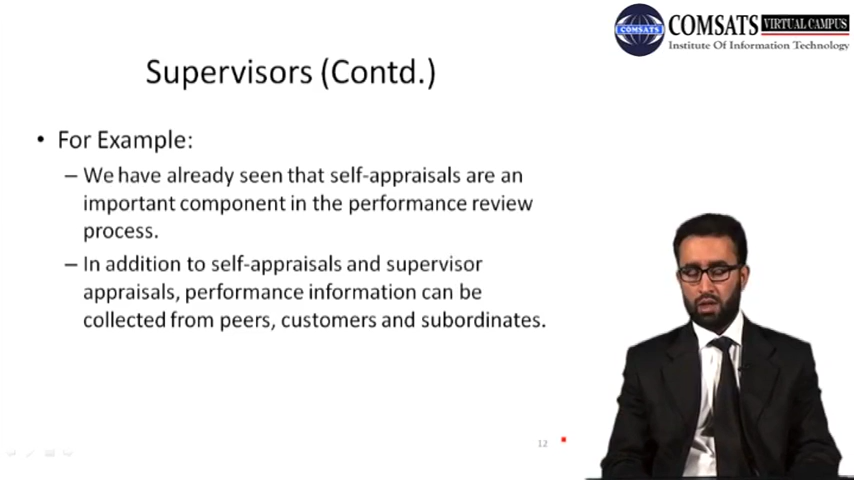 COMSATS VIRTUAL CAMPUS
Institute Of Information Technology
COMSATS
Supervisors (Contd.)
• For Example:
– We have already seen that self-appraisals are an
important component in the performance review
process.
– In addition to self-appraisals and supervisor
appraisals, performance information can be
collected from peers, customers and subordinates.
12